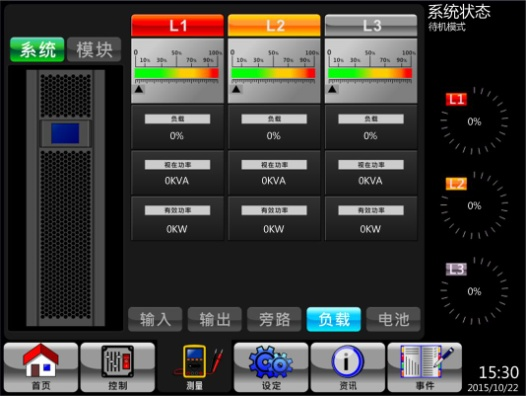 系统 模块
L1 L2 L3
0 50 100 0 50 100 0 50 100
10% 30% 70% 90% 10% 30% 70% 90% 10% 30% 70% 90%
负载 负载 负载
0% 0% 0%
视在功率 视在功率 视在功率
0KVA 0KVA 0KVA
有效功率 有效功率 有效功率
0KW 0KW 0KW
输入 输出 旁路 负载 电池
系统状态
待机模式
L1
0%
L2
0%
L3
0%
首页 控制 测量 设定 资讯 事件
15:30
2015/10/22